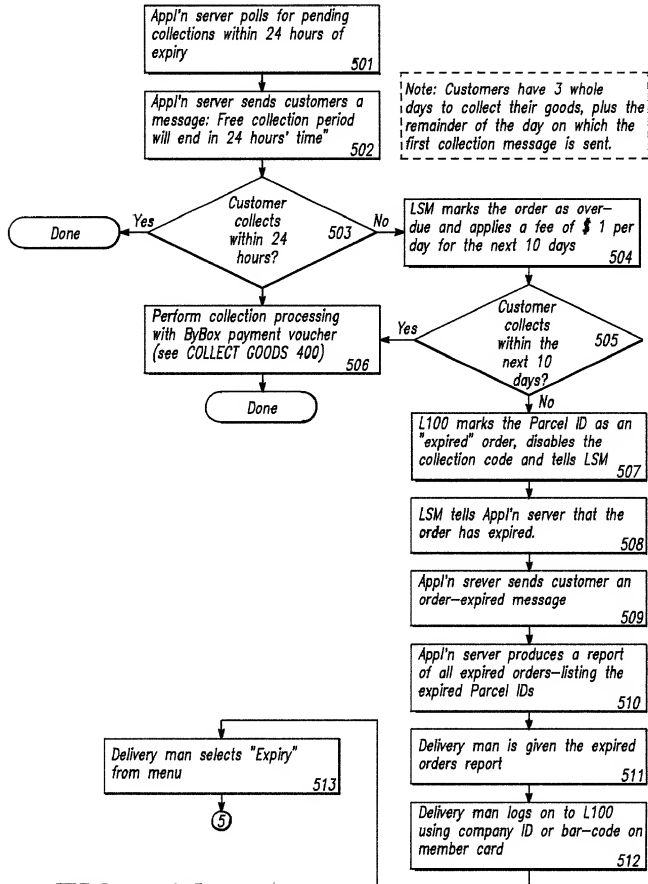 Appl'n server polls for pending
collections within 24 hours of
expiry
501
Appl'n server sends customers a
message: Free collection period
will end in 24 hours' time"
502
Note: Customers have 3 whole
days to collect their goods, plus the
remainder of the day on which the
first collection message is sent.
Customer
collects
within 24
hours?
503
Yes
Done
No
LSM marks the order as over-
due and applies a fee of $ 1 per
day for the next 10 days
504
Customer
collects
within the
next 10
days?
505
Yes
Perform collection processing
with ByBox payment voucher
(see COLLECT GOODS 400)
506
Done
No
L100 marks the Parcel ID as an
"expired" order, disables the
collection code and tells LSM
507
LSM tells Appl'n server that the
order has expired.
508
Appl'n srever sends customer an
order–expired message
509
Appl'n server produces a report
of all expired orders–listing the
expired Parcel IDs
510
Delivery man is given the expired
orders report
511
Delivery man logs on to L100
using company ID or bar–code on
member card
512
Delivery man selects "Expiry"
from menu
513
5